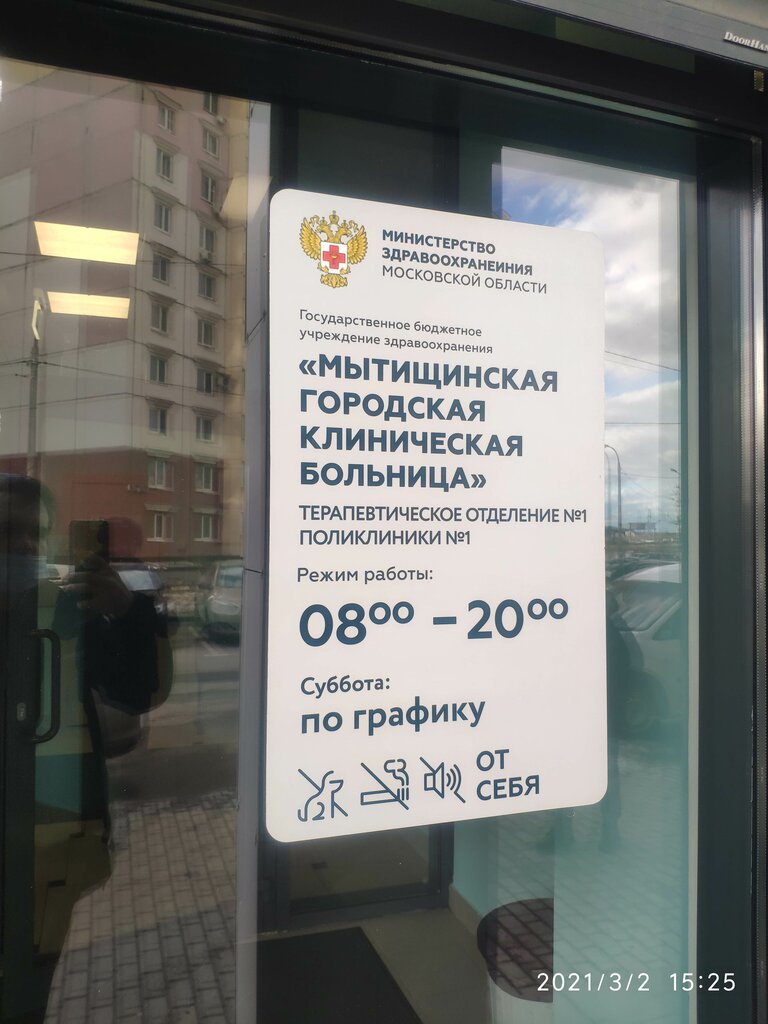 DOORHAN
МИНИСТЕРСТВО
ЗДРАВООХРАНЕИНИЯ
МОСКОВСКОЙ ОБЛАСТИ
Государственное бюджетное
учреждение здравоохранения
«МЫТИЩИНСКАЯ
ГОРОДСКАЯ
КЛИНИЧЕСКАЯ
БОЛЬНИЦА»
ТЕРАПЕВТИЧЕСКОЕ ОТДЕЛЕНИЕ №1
ПОЛИКЛИНИКИ №1
Режим работы:
08⁰⁰ – 20⁰⁰
Суббота:
по графику
ОТ
СЕБЯ
2021/3/2 15:25